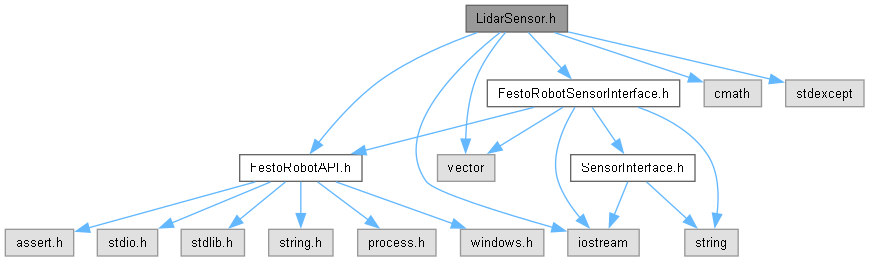 LidarSensor.h
FestoRobotSensorInterface.h
cmath
stdexcept
FestoRobotAPI.h
vector
SensorInterface.h
assert.h
stdio.h
stdlib.h
string.h
process.h
windows.h
iostream
string